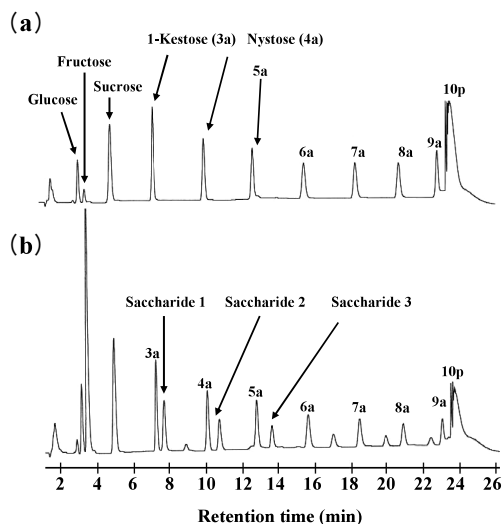 (a)
1-Kestose (3a) Nystose (4a)
Fructose
5a
Sucrose
10p
Glucose
9a
6a 7a 8a
(b)
Saccharide 1 Saccharide 2 Saccharide 3
3a
4a
10p
5a
6a 7a 8a 9a
2 4 6 8 10 12 14 16 18 20 22 24 26
Retention time (min)